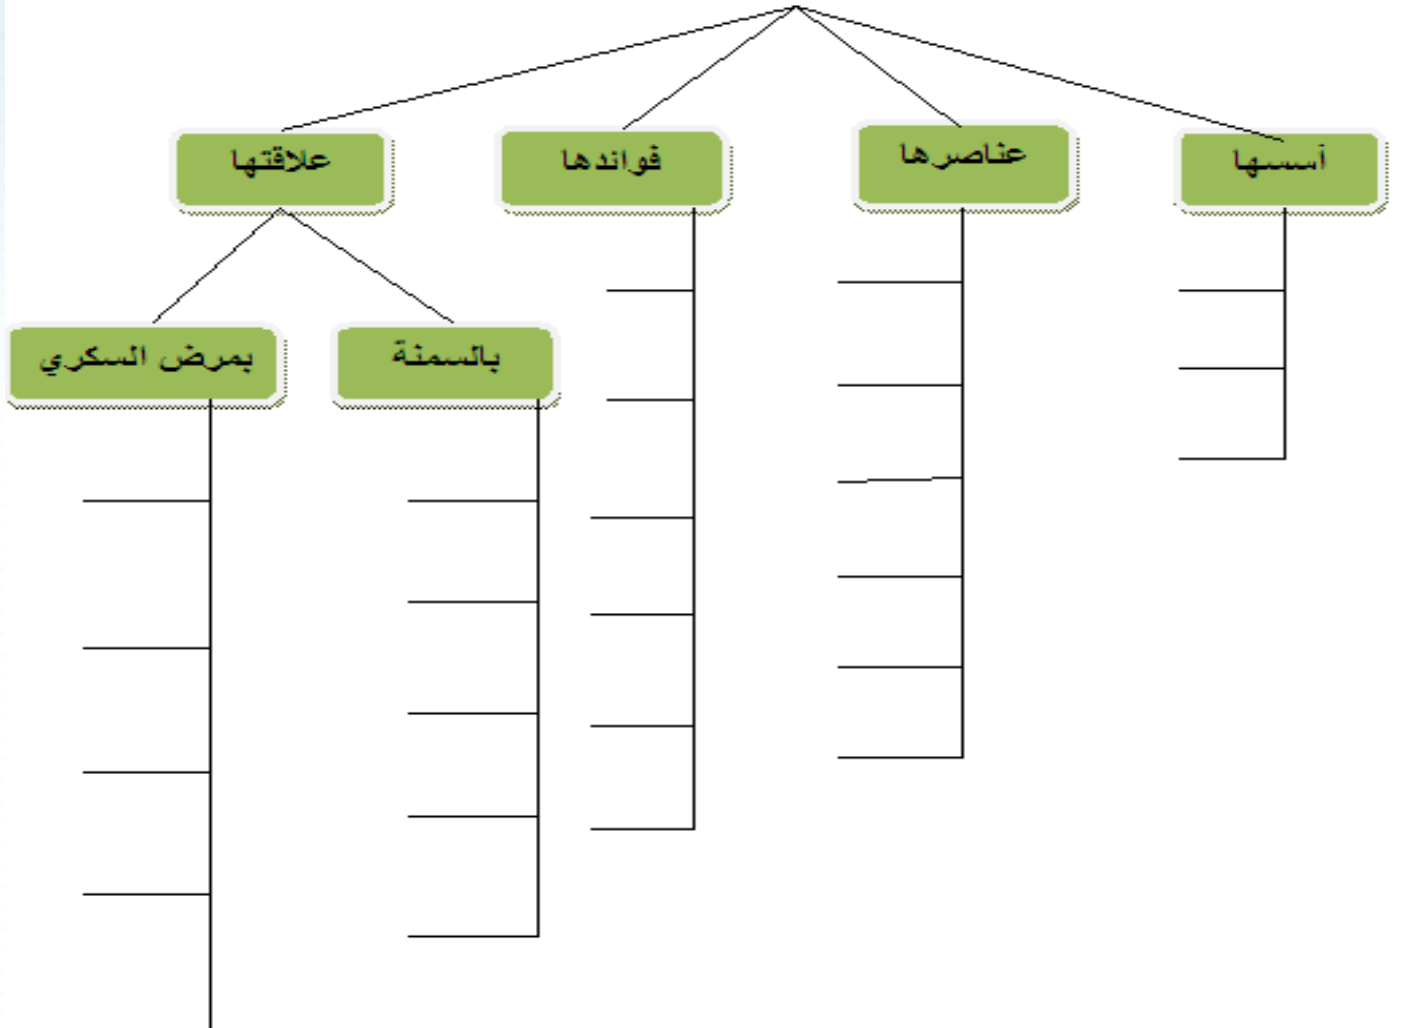 أسسها
عناصرها
فوائدها
علاقتها
بالسمنة
بمرض السكري